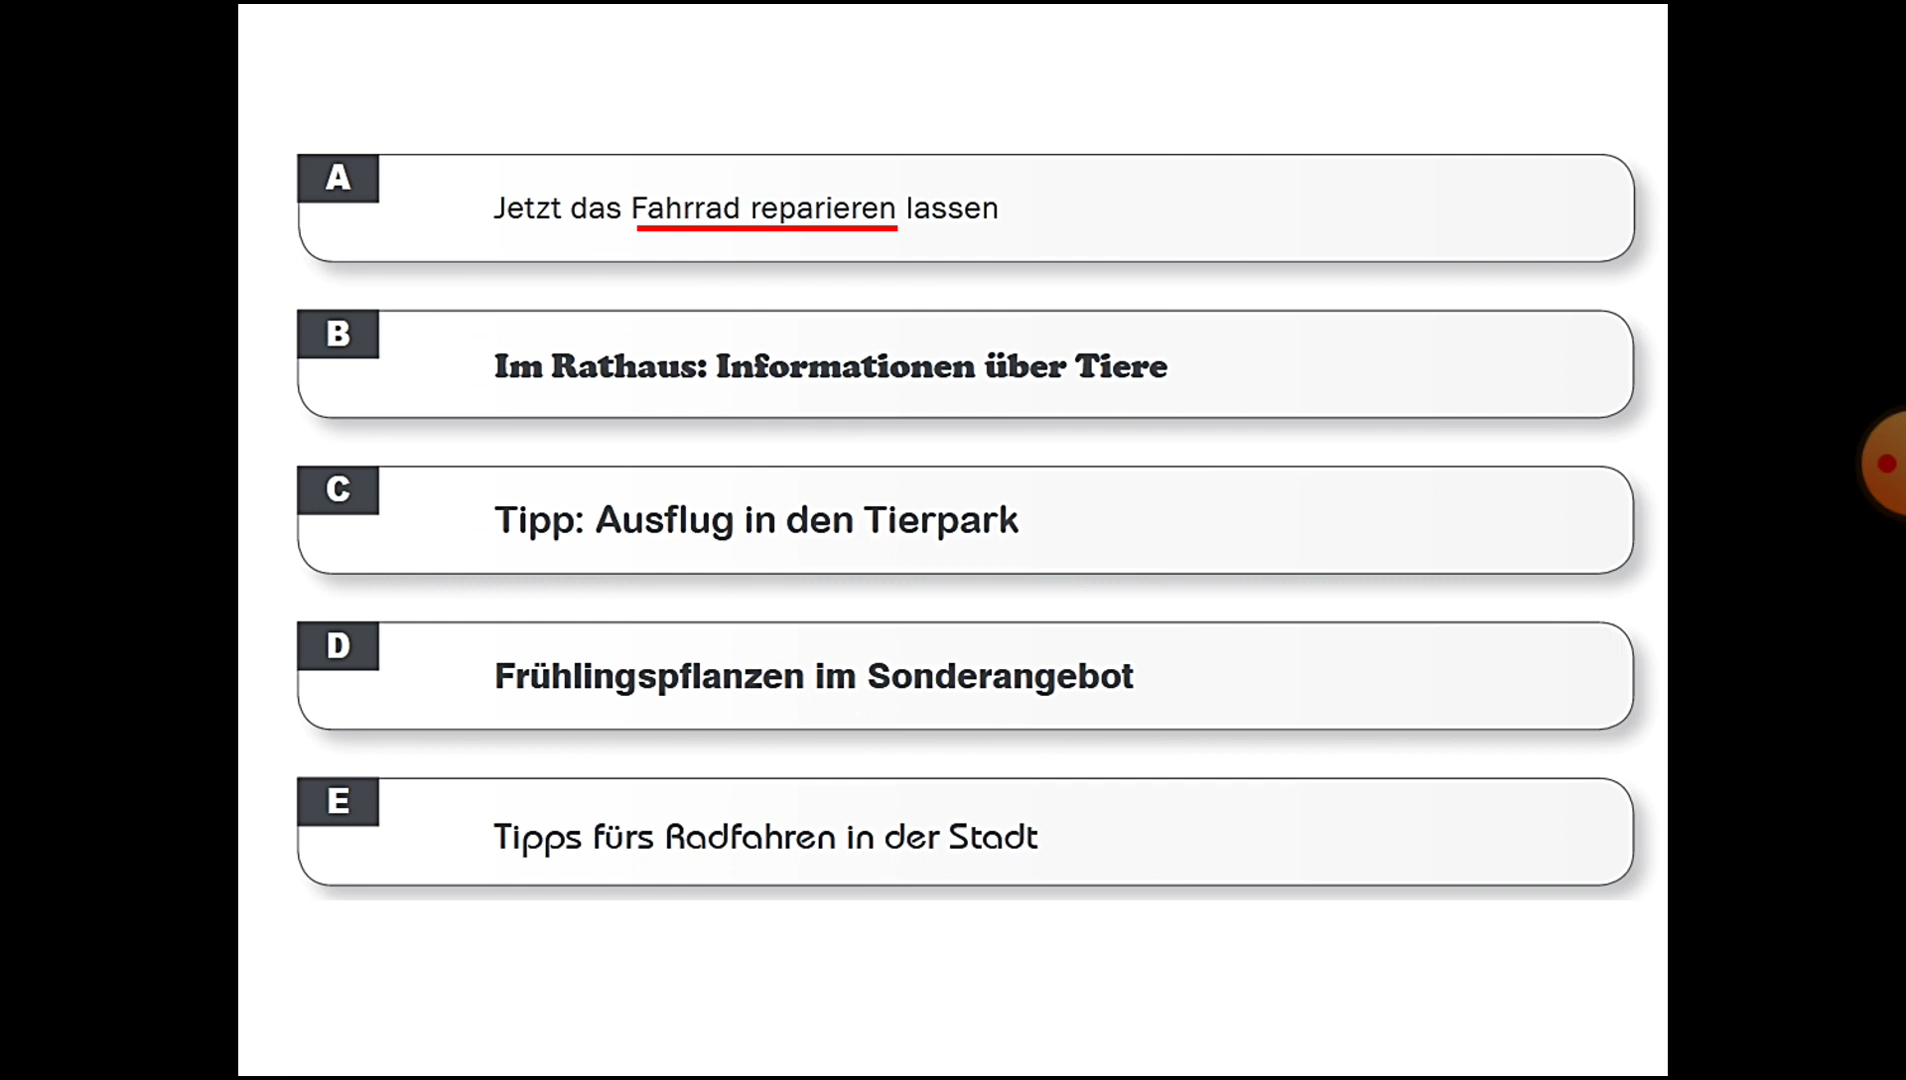 A
Jetzt das Fahrrad reparieren lassen
B
Im Rathaus: Informationen über Tiere
C
Tipp: Ausflug in den Tierpark
D
Frühlingspflanzen im Sonderangebot
E
Tipps fürs Radfahren in der Stadt